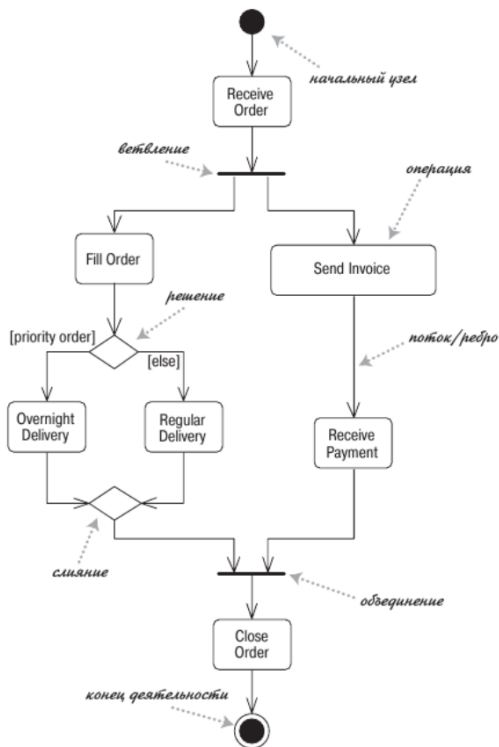 начальный узел
Receive
Order
ветвление
операция
Fill Order
Send Invoice
решение
[priority order]
[else]
поток/ребро
Overnight
Delivery
Regular
Delivery
Receive
Payment
слияние
объединение
Close
Order
конец деятельности